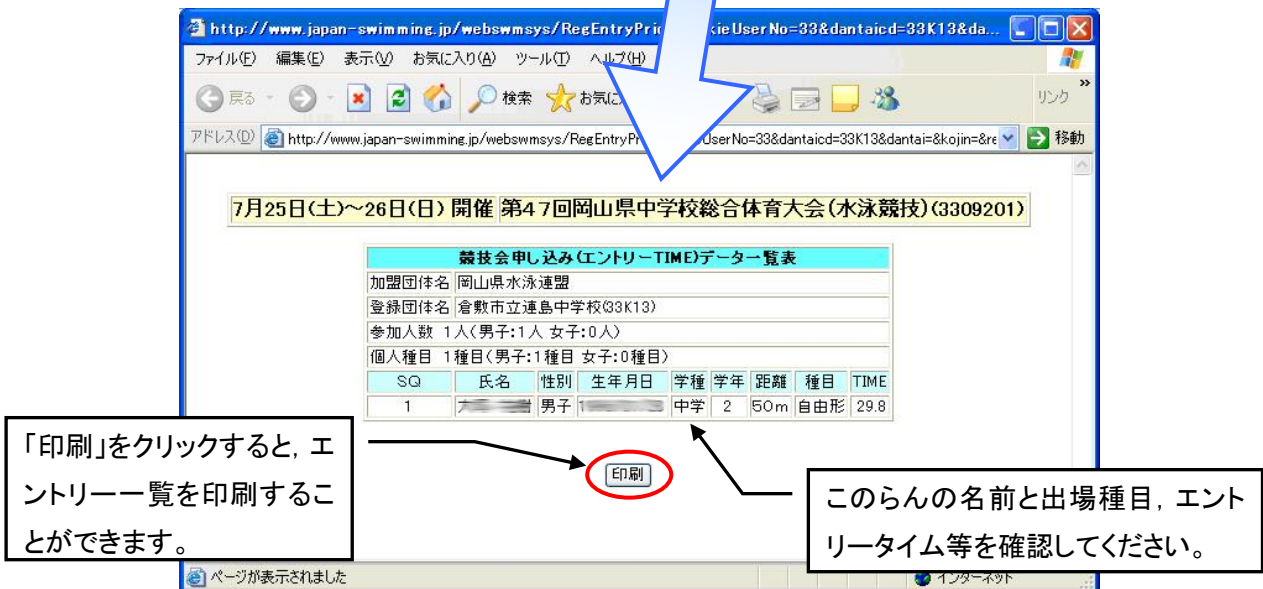 http://www.japan-swimming.jp/webswmsys/RegEntryPri kieUserNo=33&dantaicd=33K13&da...
ファイル(F) 編集(E) 表示(V) お気に入り(A) ツール(T) ヘルプ(H)
戻る 検索 お気に リンク »
アドレス(D) http://www.japan-swimming.jp/webswmsys/RegEntryPr UserNo=33&dantaicd=33K13&dantai=&kojin=&re 移動
7月25日(土)～26日(日) 開催 第47回岡山県中学校総合体育大会(水泳競技)(3309201)
競技会申し込み(エントリーTIME)データ一覧表
加盟団体名 岡山県水泳連盟
登録団体名 倉敷市立連島中学校(33K13)
参加人数 1人(男子:1人 女子:0人)
個人種目 1種目(男子:1種目 女子:0種目)
SQ 氏名 性別 生年月日 学種 学年 距離 種目 TIME
1 男子 中学 2 50m 自由形 29.8
印刷
「印刷」をクリックすると，エ
ントリー一覧を印刷するこ
とができます。
このらんの名前と出場種目，エント
リータイム等を確認してください。
ページが表示されました インターネット